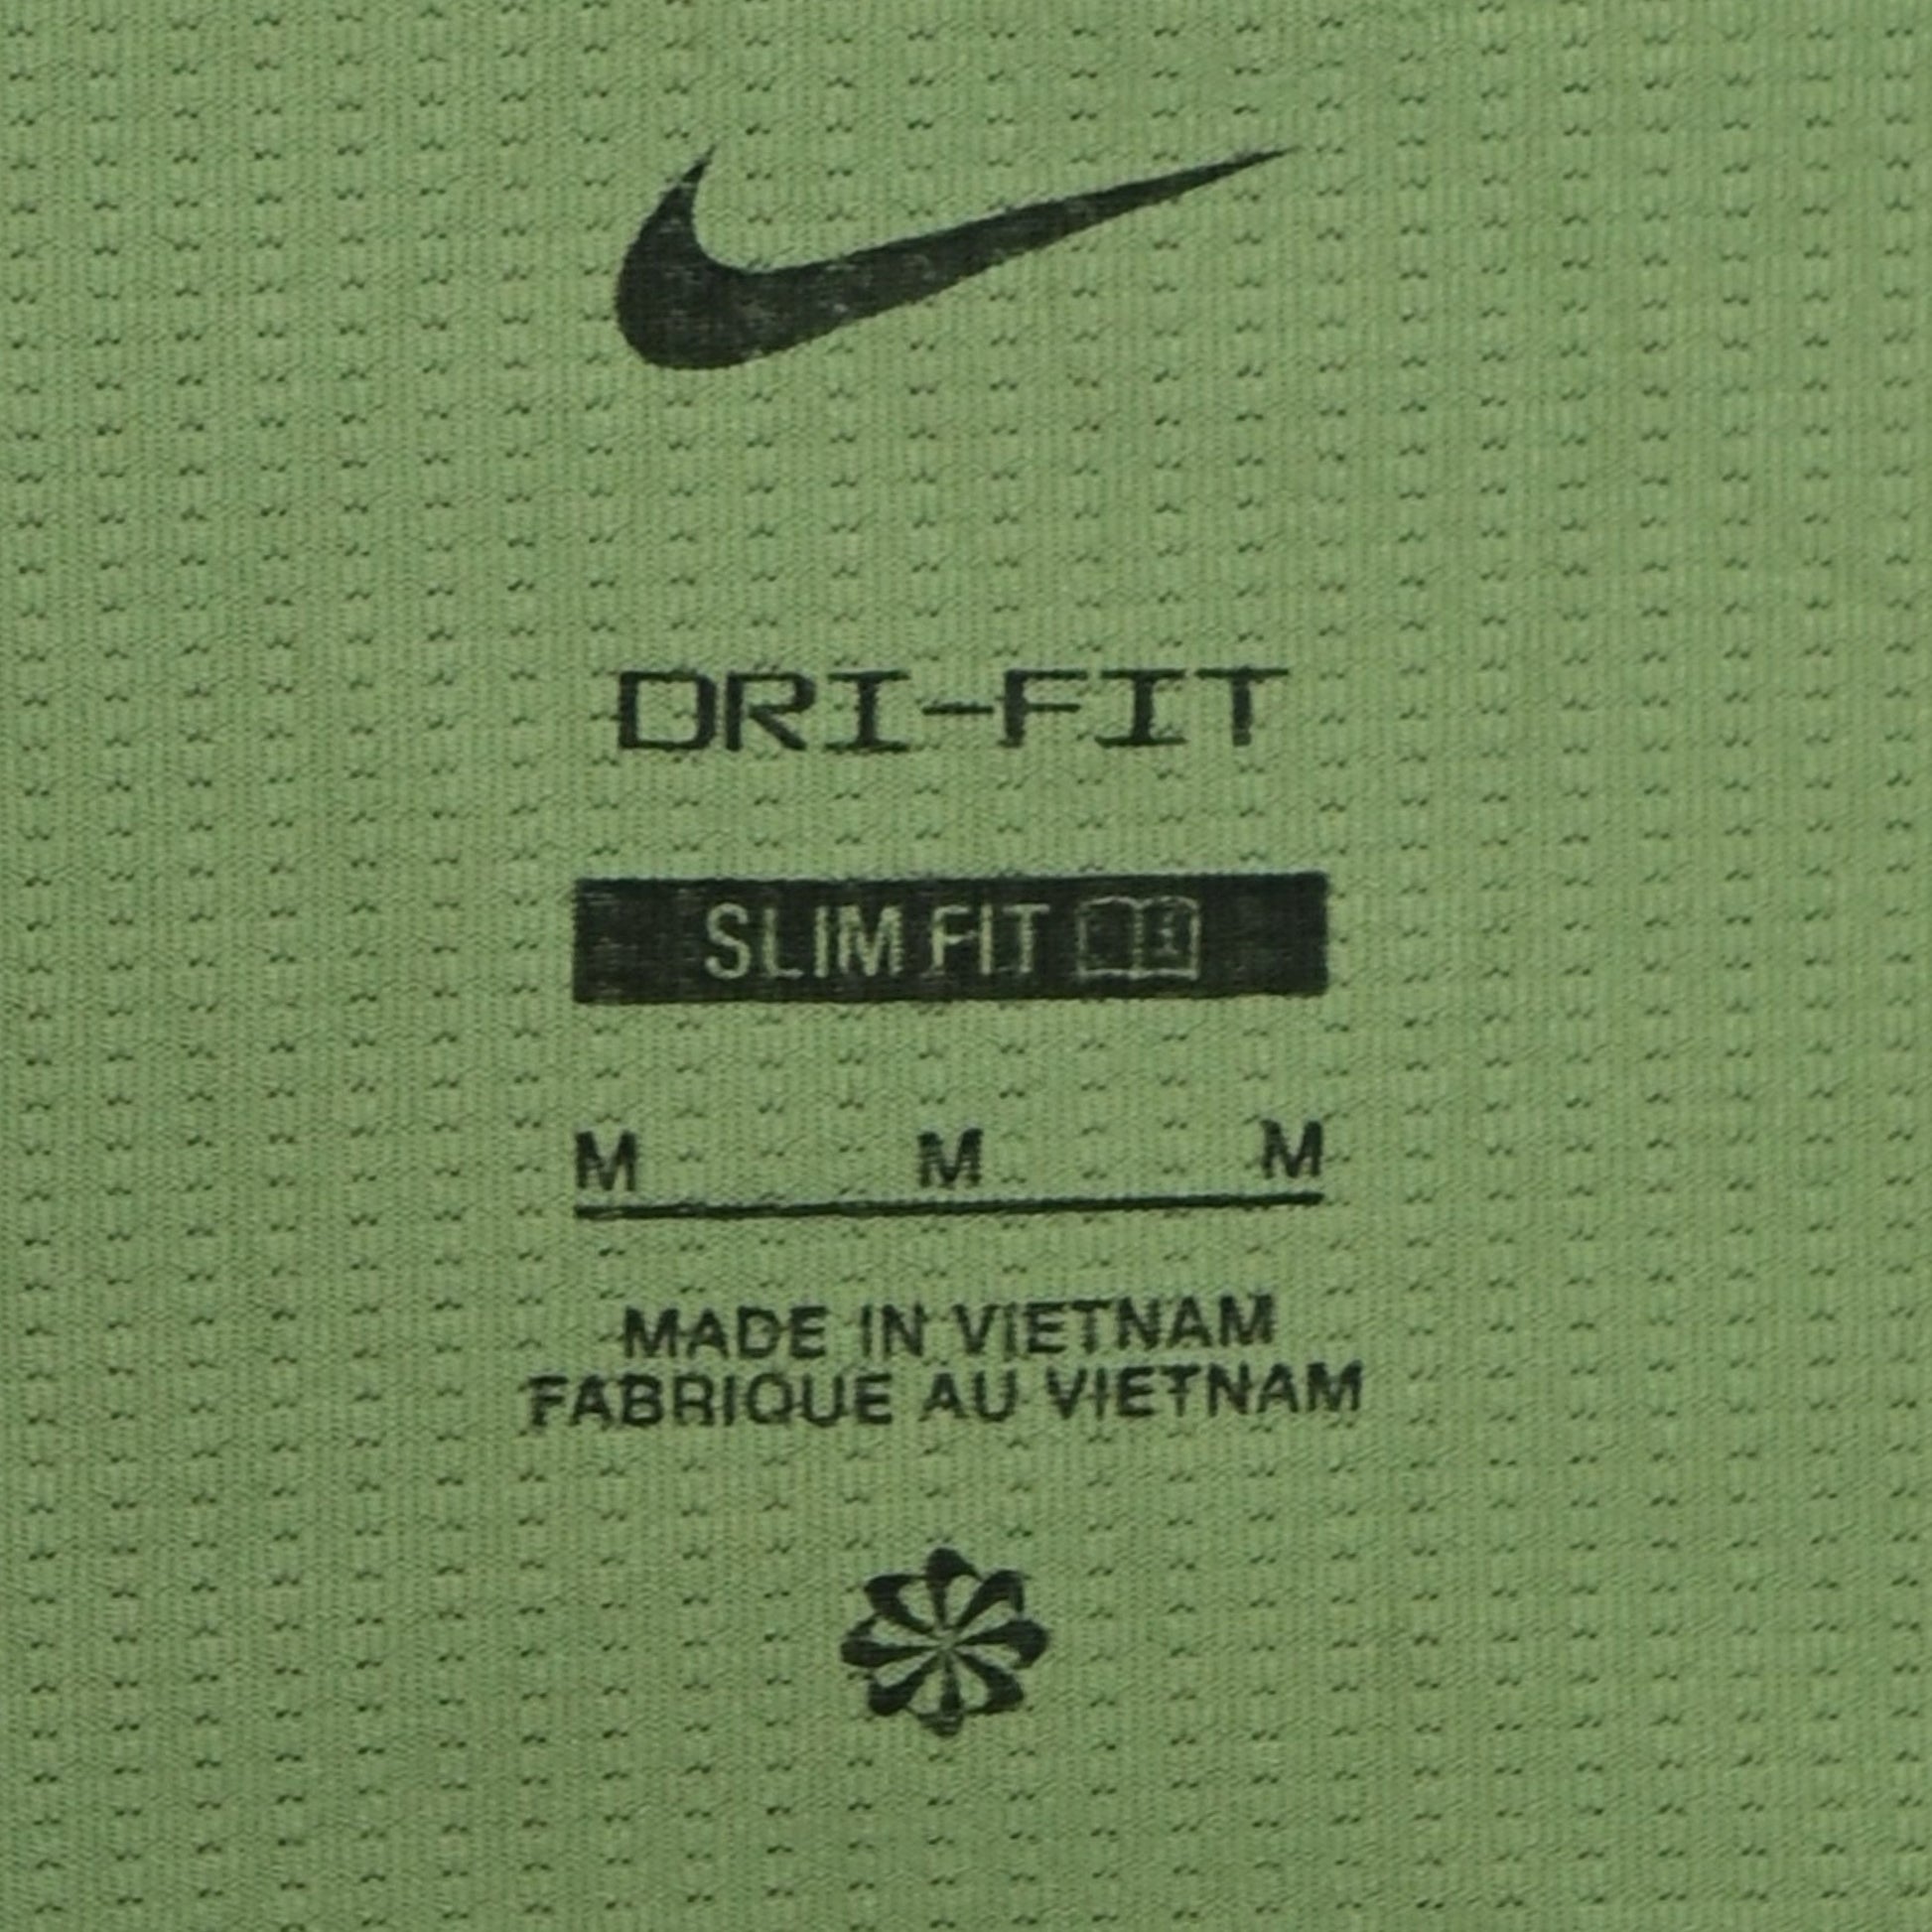 DRI-FIT
SLIM FIT
M M M
MADE IN VIETNAM
FABRIQUE AU VIETNAM